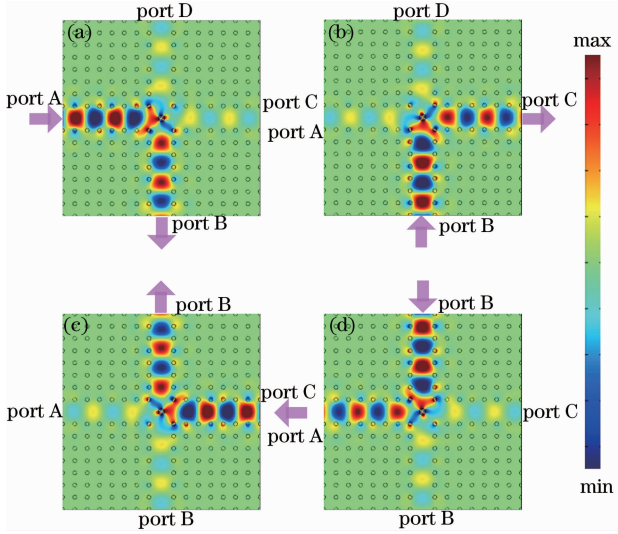 port D
port D
(a)
(b)
max
port A
port C
port C
port A
port B
port B
port B
port B
(c)
(d)
port C
port A
port C
port A
port B
port B
min